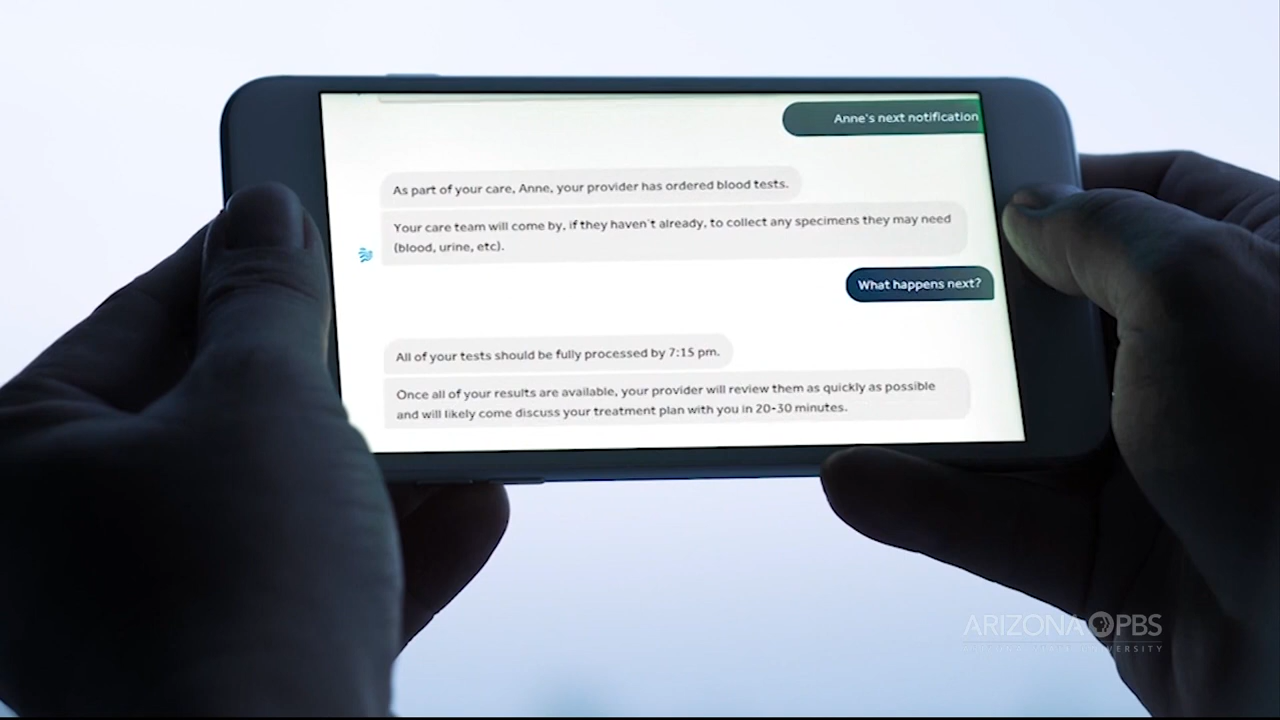 Anne's next notification
As part of your care, Anne, your provider has ordered blood tests.
Your care team will come by, if they haven't already, to collect any specimens they may need
(blood, urine, etc).
What happens next?
All of your tests should be fully processed by 7:15 pm.
Once all of your results are available, your provider will review them as quickly as possible
and will likely come discuss your treatment plan with you in 20-30 minutes.
ARIZONA PBS